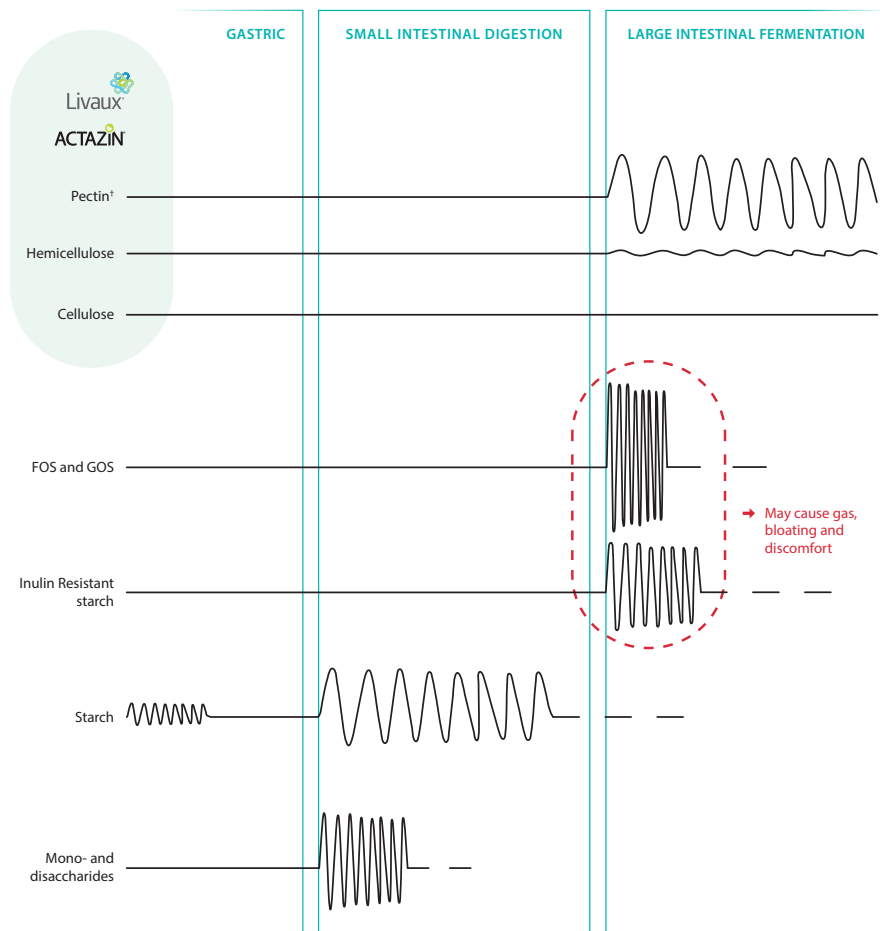 GASTRIC
SMALL INTESTINAL DIGESTION
LARGE INTESTINAL FERMENTATION
Livaux
ACTAZiN
Pectin†
Hemicellulose
Cellulose
FOS and GOS
May cause gas,
bloating and
discomfort
Inulin Resistant
starch
Starch
Mono- and
disaccharides